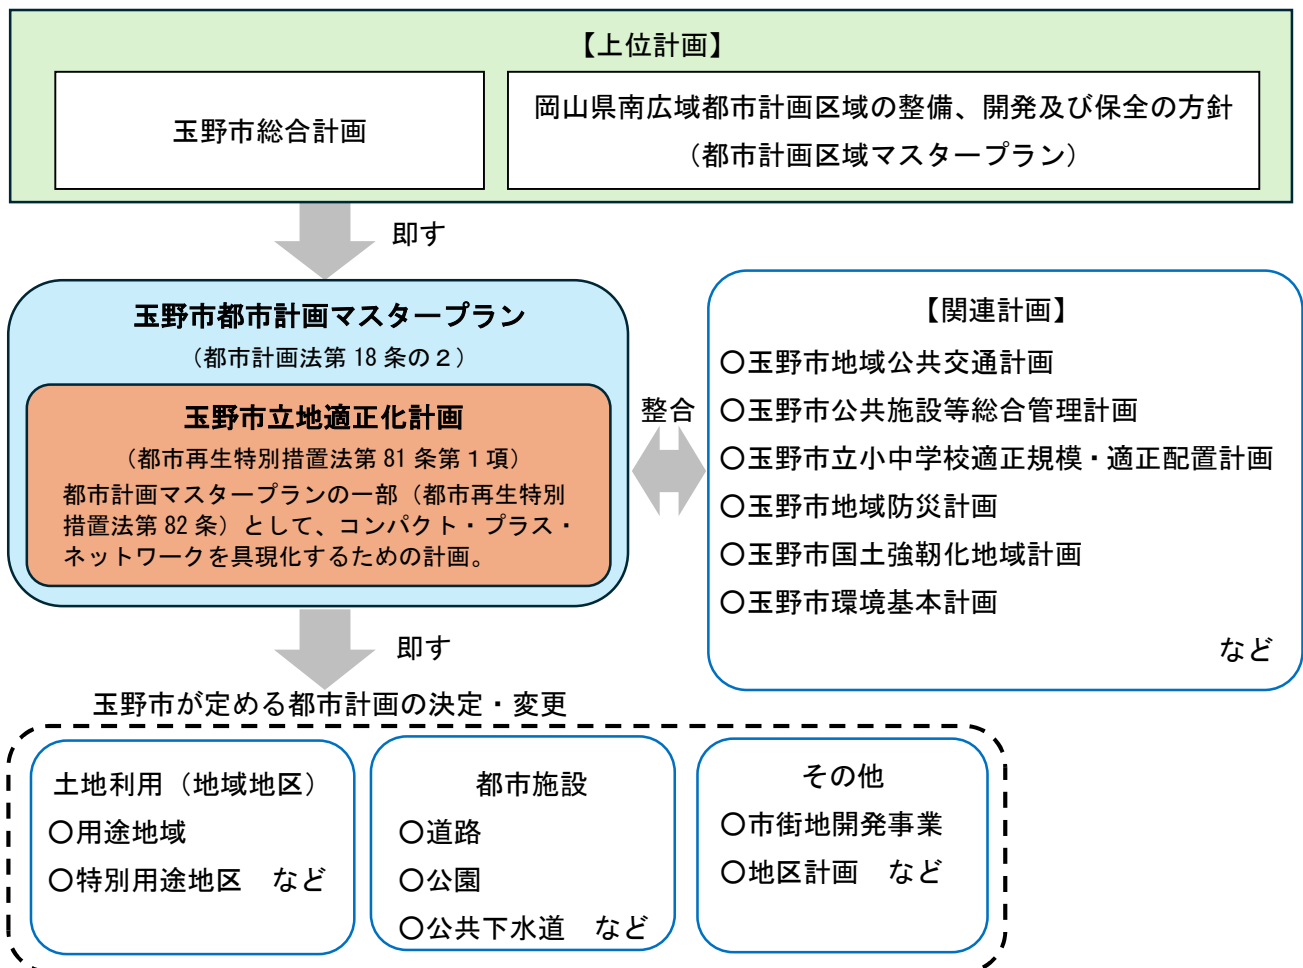 【上位計画】
玉野市総合計画
岡山県南広域都市計画区域の整備、開発及び保全の方針
（都市計画区域マスタープラン）
即す
玉野市都市計画マスタープラン
（都市計画法第18条の２）
玉野市立地適正化計画
（都市再生特別措置法第81条第１項）
都市計画マスタープランの一部（都市再生特別
措置法第82条）として、コンパクト・プラス・
ネットワークを具現化するための計画。
整合
【関連計画】
〇玉野市地域公共交通計画
〇玉野市公共施設等総合管理計画
〇玉野市立小中学校適正規模・適正配置計画
〇玉野市地域防災計画
〇玉野市国土強靭化地域計画
〇玉野市環境基本計画
など
即す
玉野市が定める都市計画の決定・変更
土地利用（地域地区）
〇用途地域
〇特別用途地区　など
都市施設
〇道路
〇公園
〇公共下水道　など
その他
〇市街地開発事業
〇地区計画　など